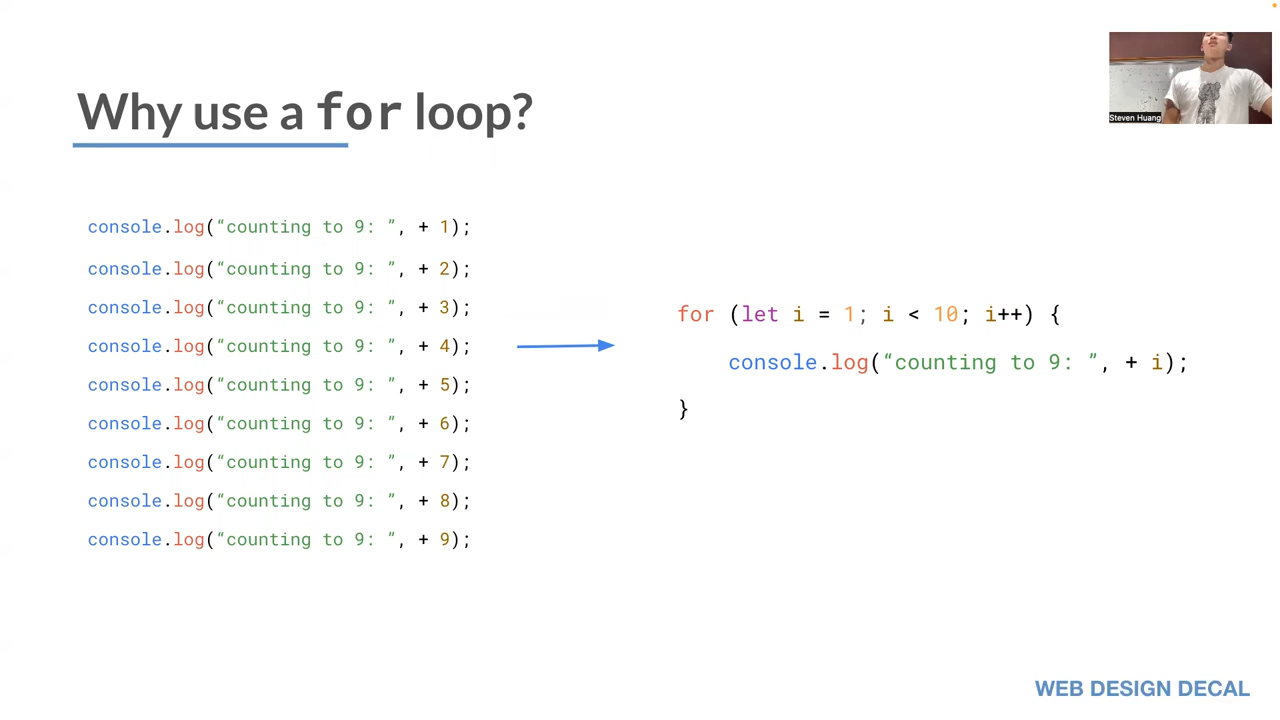 Why use a for loop?
Steven Huang
console.log(“counting to 9: ”, + 1);
console.log(“counting to 9: ”, + 2);
console.log(“counting to 9: ”, + 3);
console.log(“counting to 9: ”, + 4);
console.log(“counting to 9: ”, + 5);
console.log(“counting to 9: ”, + 6);
console.log(“counting to 9: ”, + 7);
console.log(“counting to 9: ”, + 8);
console.log(“counting to 9: ”, + 9);
for (let i = 1; i < 10; i++) {
console.log(“counting to 9: ”, + i);
}
WEB DESIGN DECAL